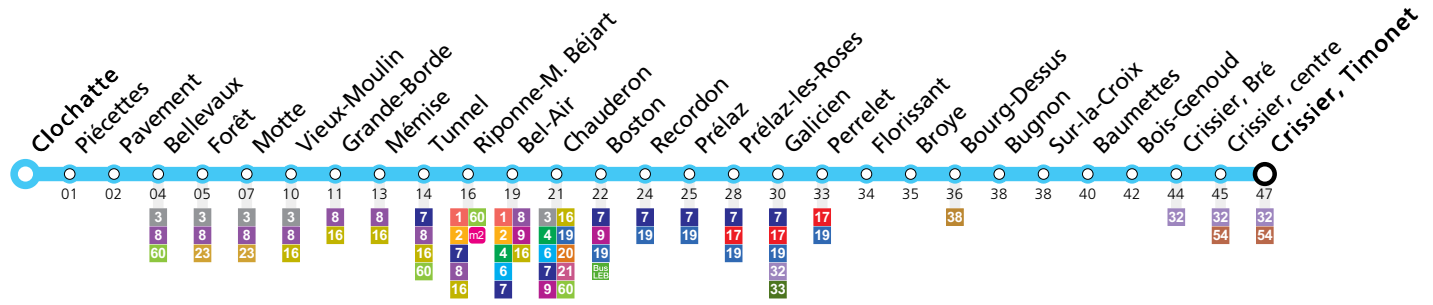 Clochatte
Piécettes
Pavement
Bellevaux
Forêt
Motte
Vieux-Moulin
Grande-Borde
Mémise
Tunnel
Riponne-M. Béjart
Bel-Air
Chauderon
Boston
Recordon
Prélaz
Prélaz-les-Roses
Galicien
Perrelet
Florissant
Broye
Bourg-Dessus
Bugnon
Sur-la-Croix
Baumettes
Bois-Genoud
Crissier, Bré
Crissier, centre
Crissier, Timonet
01 02 04 05 07 10 11 13 14 16 19 21 22 24 25 28 30 33 34 35 36 38 38 40 42 44 45 47
3 3 3 3 8 8 7 1 60 1 8 3 16 7 7 7 7 7 17 38 32 32 32
8 8 8 8 16 16 8 2 m2 2 9 4 19 9 19 19 17 17 19 54 54
60 23 23 16 16 7 4 16 6 20 19 19 19
60 8 6 7 21 Bus LEB 32
16 7 9 60 33